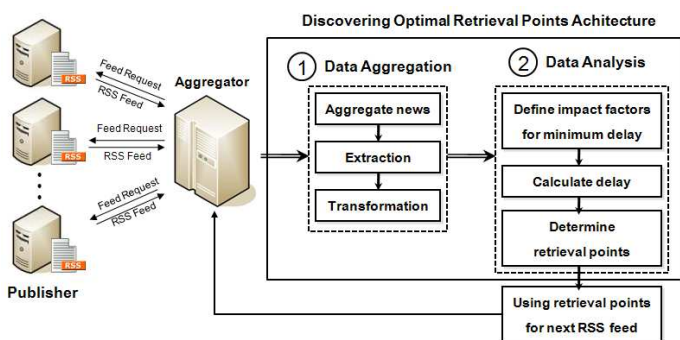 Discovering Optimal Retrieval Points Achitecture
RSS
Feed Request
RSS Feed
RSS
Feed Request
RSS Feed
RSS
Feed Request
RSS Feed
Publisher
Aggregator
1 Data Aggregation
Aggregate news
Extraction
Transformation
2 Data Analysis
Define impact factors
for minimum delay
Calculate delay
Determine
retrieval points
Using retrieval points
for next RSS feed